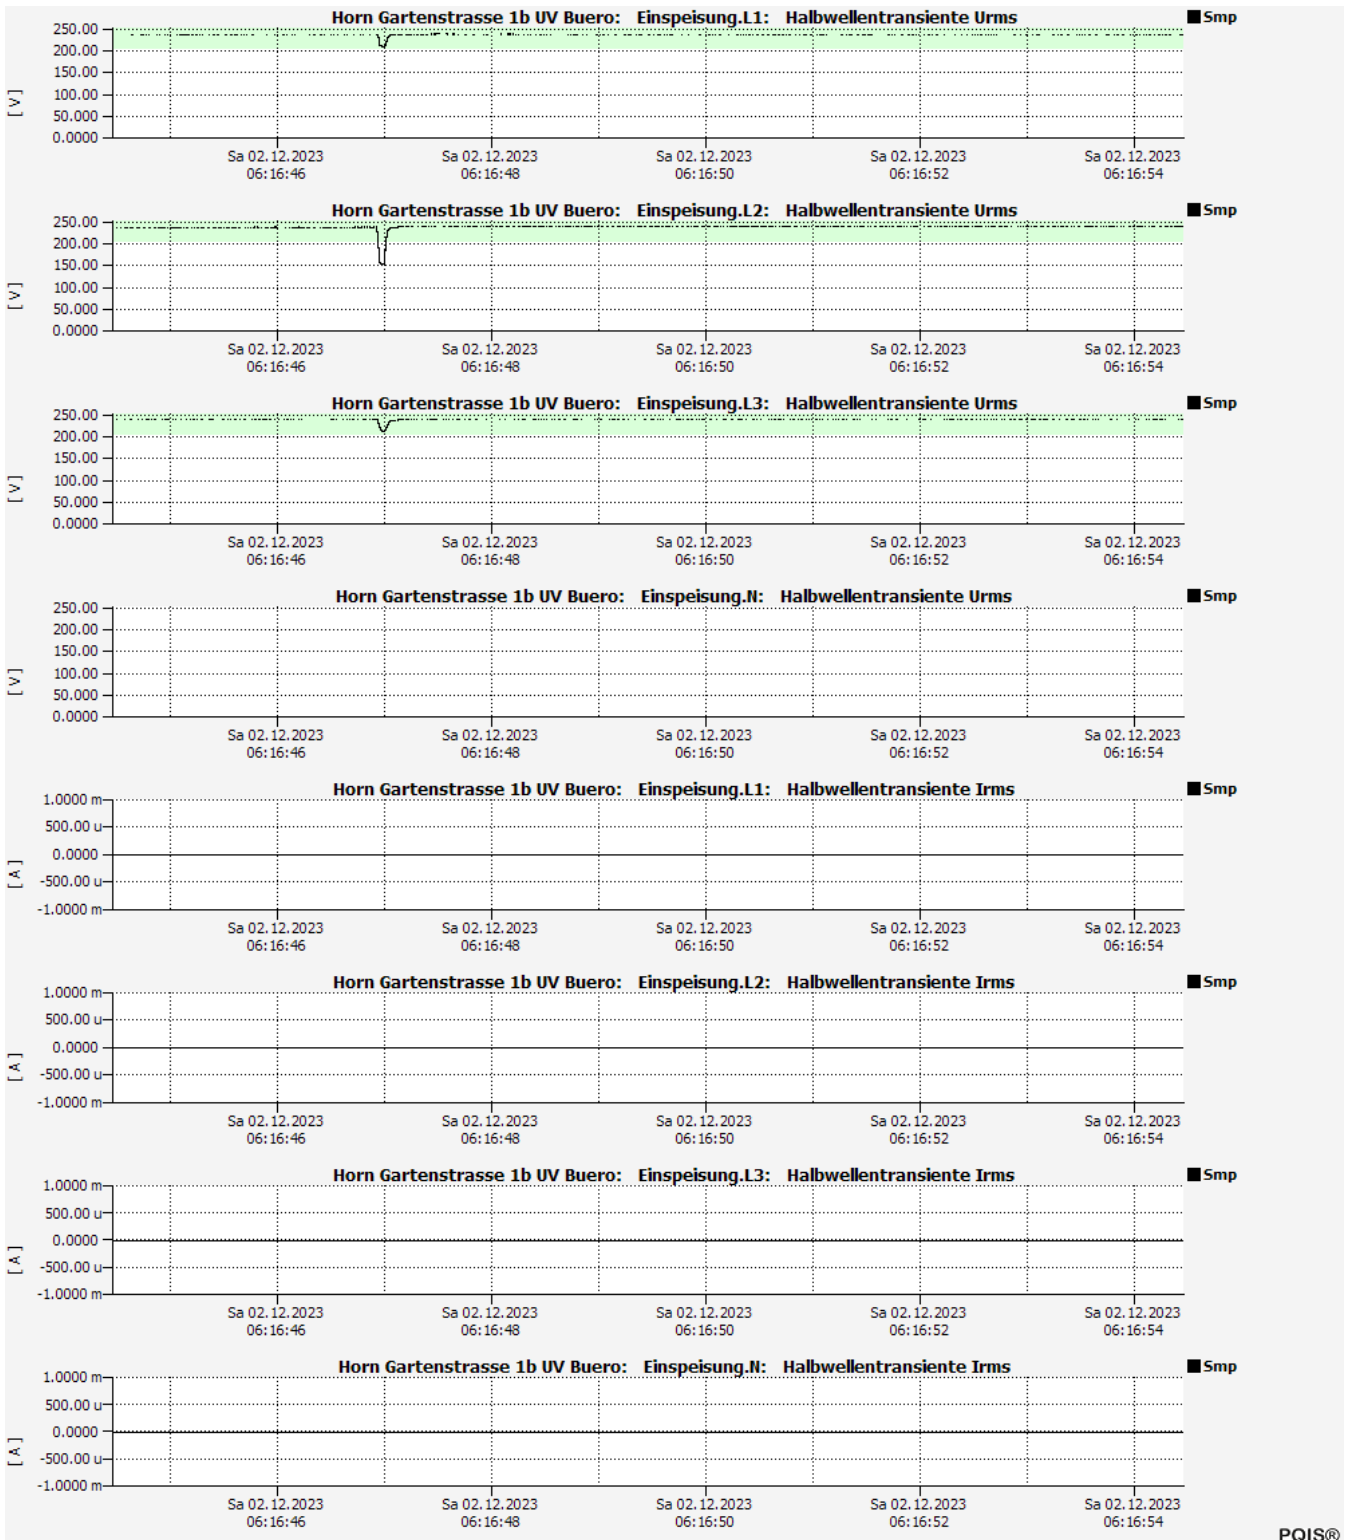 Horn Gartenstrasse 1b UV Buero: Einspeisung.L1: Halbwellentransiente Urms
Smp
250.00
200.00
150.00
100.00
50.000
0.0000
[ V ]
Sa 02.12.2023 Sa 02.12.2023 Sa 02.12.2023 Sa 02.12.2023 Sa 02.12.2023
06:16:46 06:16:48 06:16:50 06:16:52 06:16:54
Horn Gartenstrasse 1b UV Buero: Einspeisung.L2: Halbwellentransiente Urms
Smp
250.00
200.00
150.00
100.00
50.000
0.0000
[ V ]
Sa 02.12.2023 Sa 02.12.2023 Sa 02.12.2023 Sa 02.12.2023 Sa 02.12.2023
06:16:46 06:16:48 06:16:50 06:16:52 06:16:54
Horn Gartenstrasse 1b UV Buero: Einspeisung.L3: Halbwellentransiente Urms
Smp
250.00
200.00
150.00
100.00
50.000
0.0000
[ V ]
Sa 02.12.2023 Sa 02.12.2023 Sa 02.12.2023 Sa 02.12.2023 Sa 02.12.2023
06:16:46 06:16:48 06:16:50 06:16:52 06:16:54
Horn Gartenstrasse 1b UV Buero: Einspeisung.N: Halbwellentransiente Urms
Smp
250.00
200.00
150.00
100.00
50.000
0.0000
[ V ]
Sa 02.12.2023 Sa 02.12.2023 Sa 02.12.2023 Sa 02.12.2023 Sa 02.12.2023
06:16:46 06:16:48 06:16:50 06:16:52 06:16:54
Horn Gartenstrasse 1b UV Buero: Einspeisung.L1: Halbwellentransiente Irms
Smp
1.0000 m
500.00 u
0.0000
-500.00 u
-1.0000 m
[ A ]
Sa 02.12.2023 Sa 02.12.2023 Sa 02.12.2023 Sa 02.12.2023 Sa 02.12.2023
06:16:46 06:16:48 06:16:50 06:16:52 06:16:54
Horn Gartenstrasse 1b UV Buero: Einspeisung.L2: Halbwellentransiente Irms
Smp
1.0000 m
500.00 u
0.0000
-500.00 u
-1.0000 m
[ A ]
Sa 02.12.2023 Sa 02.12.2023 Sa 02.12.2023 Sa 02.12.2023 Sa 02.12.2023
06:16:46 06:16:48 06:16:50 06:16:52 06:16:54
Horn Gartenstrasse 1b UV Buero: Einspeisung.L3: Halbwellentransiente Irms
Smp
1.0000 m
500.00 u
0.0000
-500.00 u
-1.0000 m
[ A ]
Sa 02.12.2023 Sa 02.12.2023 Sa 02.12.2023 Sa 02.12.2023 Sa 02.12.2023
06:16:46 06:16:48 06:16:50 06:16:52 06:16:54
Horn Gartenstrasse 1b UV Buero: Einspeisung.N: Halbwellentransiente Irms
Smp
1.0000 m
500.00 u
0.0000
-500.00 u
-1.0000 m
[ A ]
Sa 02.12.2023 Sa 02.12.2023 Sa 02.12.2023 Sa 02.12.2023 Sa 02.12.2023
06:16:46 06:16:48 06:16:50 06:16:52 06:16:54
PQIS®